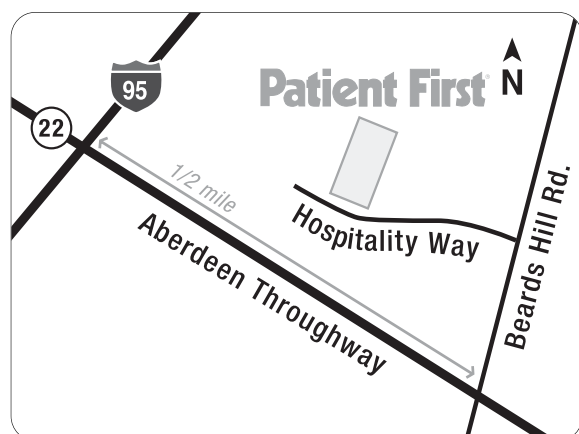 95
Patient First®
N
22
1/2 mile
Hospitality Way
Beards Hill Rd.
Aberdeen Throughway